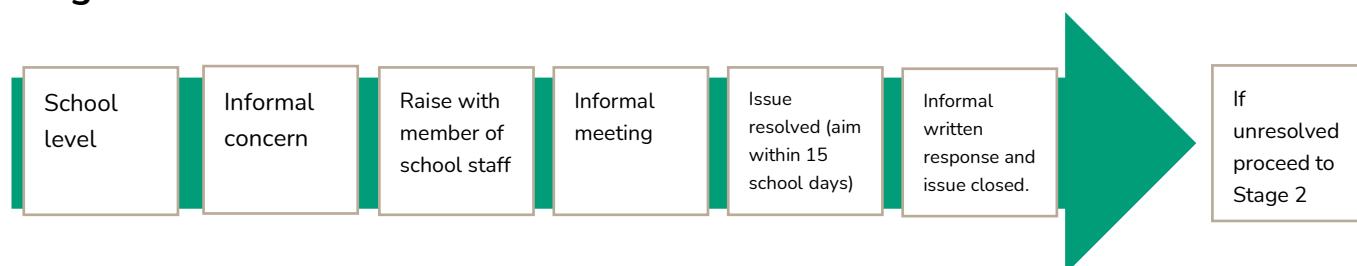 School
level
Informal
concern
Raise with
member of
school staff
Informal
meeting
Issue
resolved (aim
within 15
school days)
Informal
written
response and
issue closed.
If
unresolved
proceed to
Stage 2